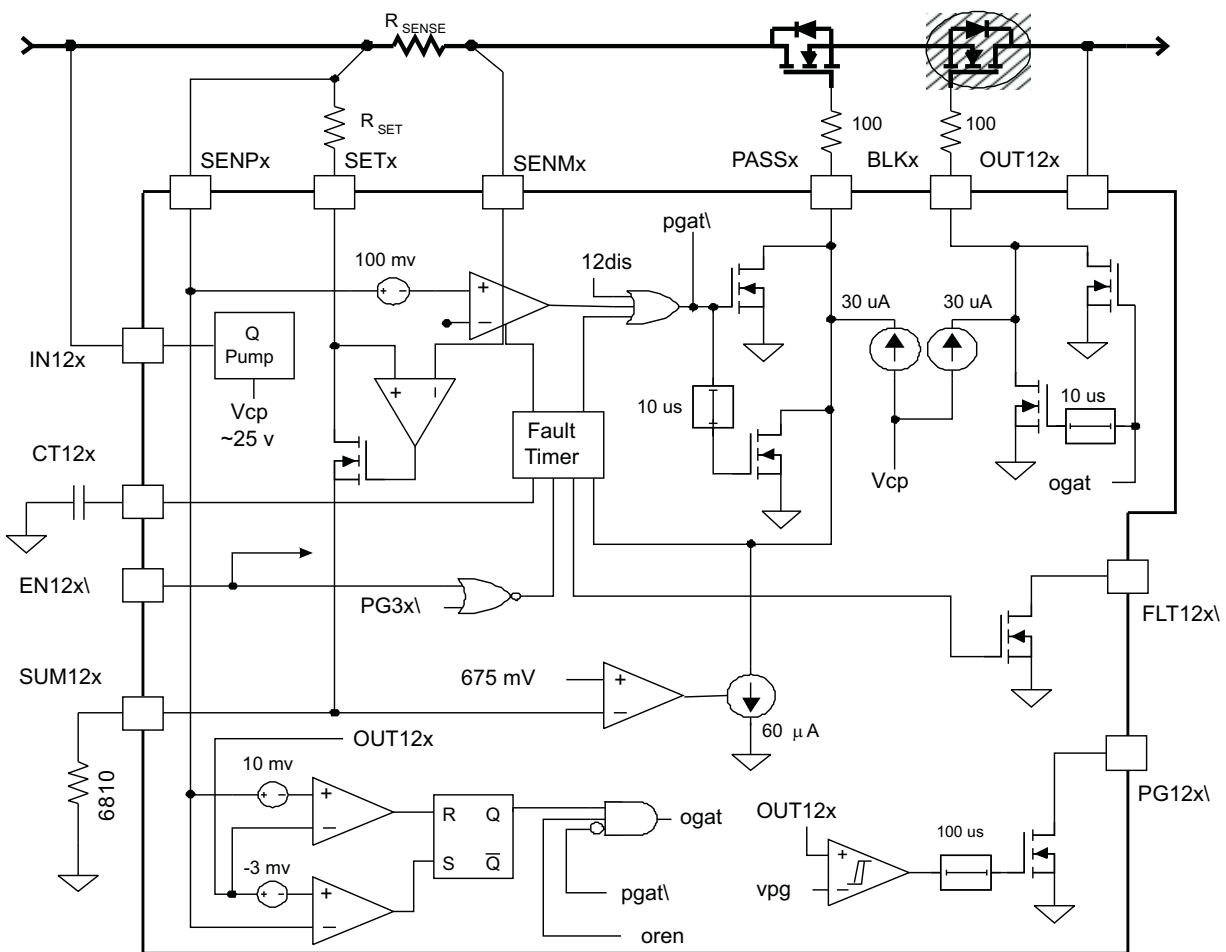 R SENSE
R SET
100
100
SENPx
SETx
SENMx
PASSx
BLKx
OUT12x
pgat\
100 mv
12dis
+
–
30 uA
30 uA
Q
Pump
IN12x
Vcp
~25 v
+
–
10 us
10 us
Fault
Timer
CT12x
Vcp
ogat
EN12x\
PG3x\
FLT12x\
SUM12x
675 mV
+
–
60 μA
OUT12x
10 mv
+
–
6810
R
Q
S
Q̅
ogat
-3 mv
+
–
pgat\
oren
OUT12x
+
–
vpg
100 us
PG12x\